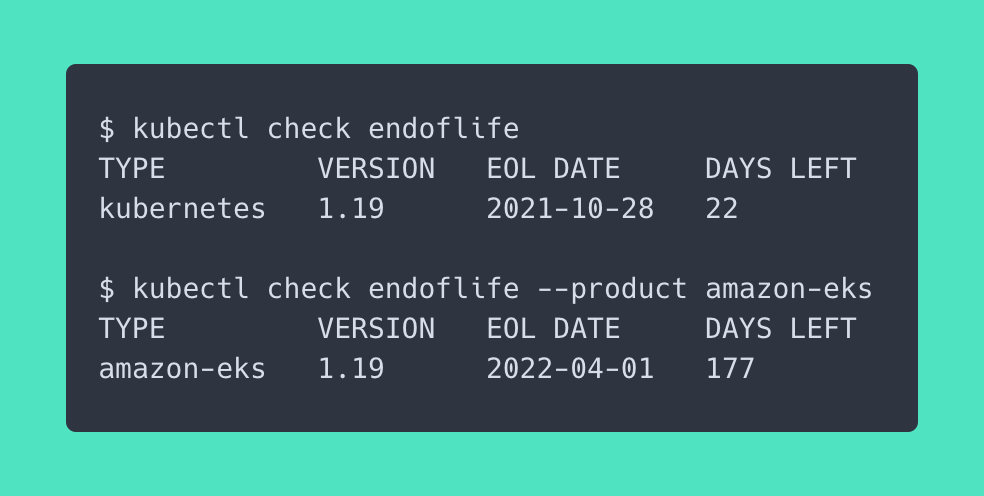 $ kubectl check endoflife
TYPE         VERSION   EOL DATE     DAYS LEFT
kubernetes   1.19      2021-10-28   22

$ kubectl check endoflife --product amazon-eks
TYPE         VERSION   EOL DATE     DAYS LEFT
amazon-eks   1.19      2022-04-01   177